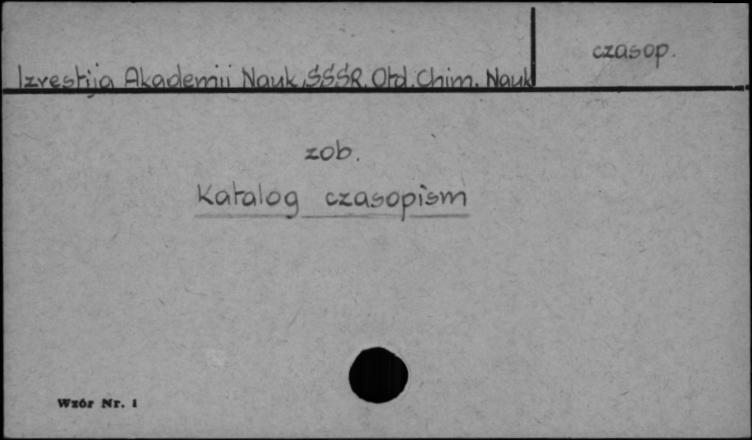 czasop.
Izvestija Akademii Nauk SSSR. Otd. Chim. Nauk
zob.
Katalog czasopism
Wzór Nr. 1